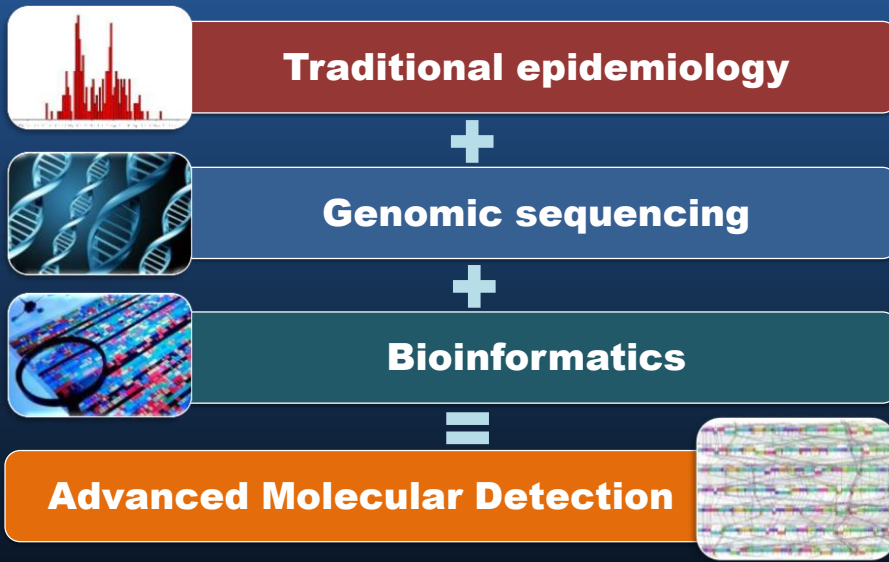 Traditional epidemiology
+
Genomic sequencing
+
Bioinformatics
=
Advanced Molecular Detection